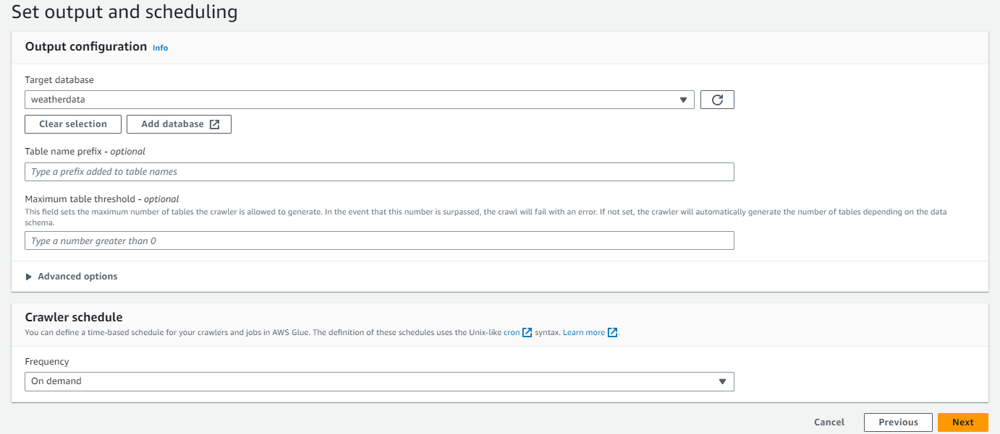 Set output and scheduling
Output configuration Info
Target database
weatherdata
Clear selection Add database
Table name prefix - optional
Type a prefix added to table names
Maximum table threshold - optional
This field sets the maximum number of tables the crawler is allowed to generate. In the event that this number is surpassed, the crawl will fail with an error. If not set, the crawler will automatically generate the number of tables depending on the data
schema.
Type a number greater than 0
Advanced options
Crawler schedule
You can define a time-based schedule for your crawlers and jobs in AWS Glue. The definition of these schedules uses the Unix-like cron syntax. Learn more.
Frequency
On demand
Cancel Previous Next